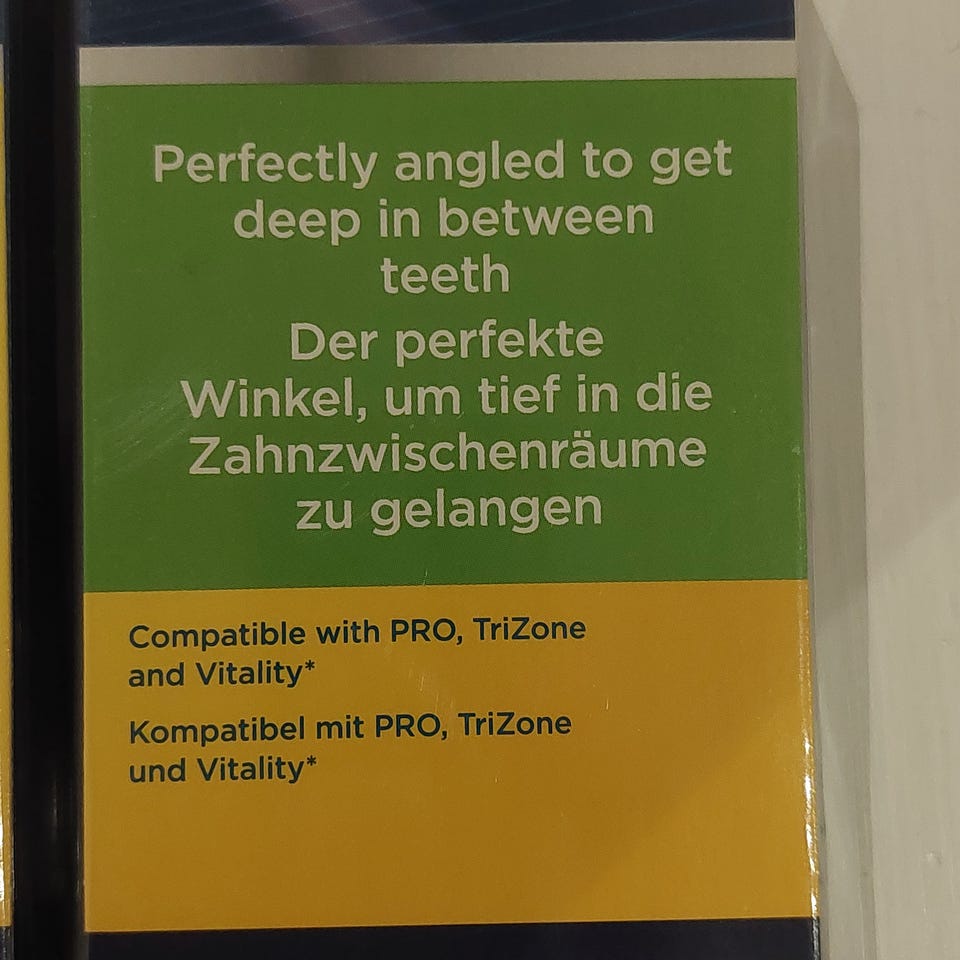 Perfectly angled to get
deep in between
teeth
Der perfekte
Winkel, um tief in die
Zahnzwischenräume
zu gelangen
Compatible with PRO, TriZone
and Vitality*
Kompatibel mit PRO, TriZone
und Vitality*